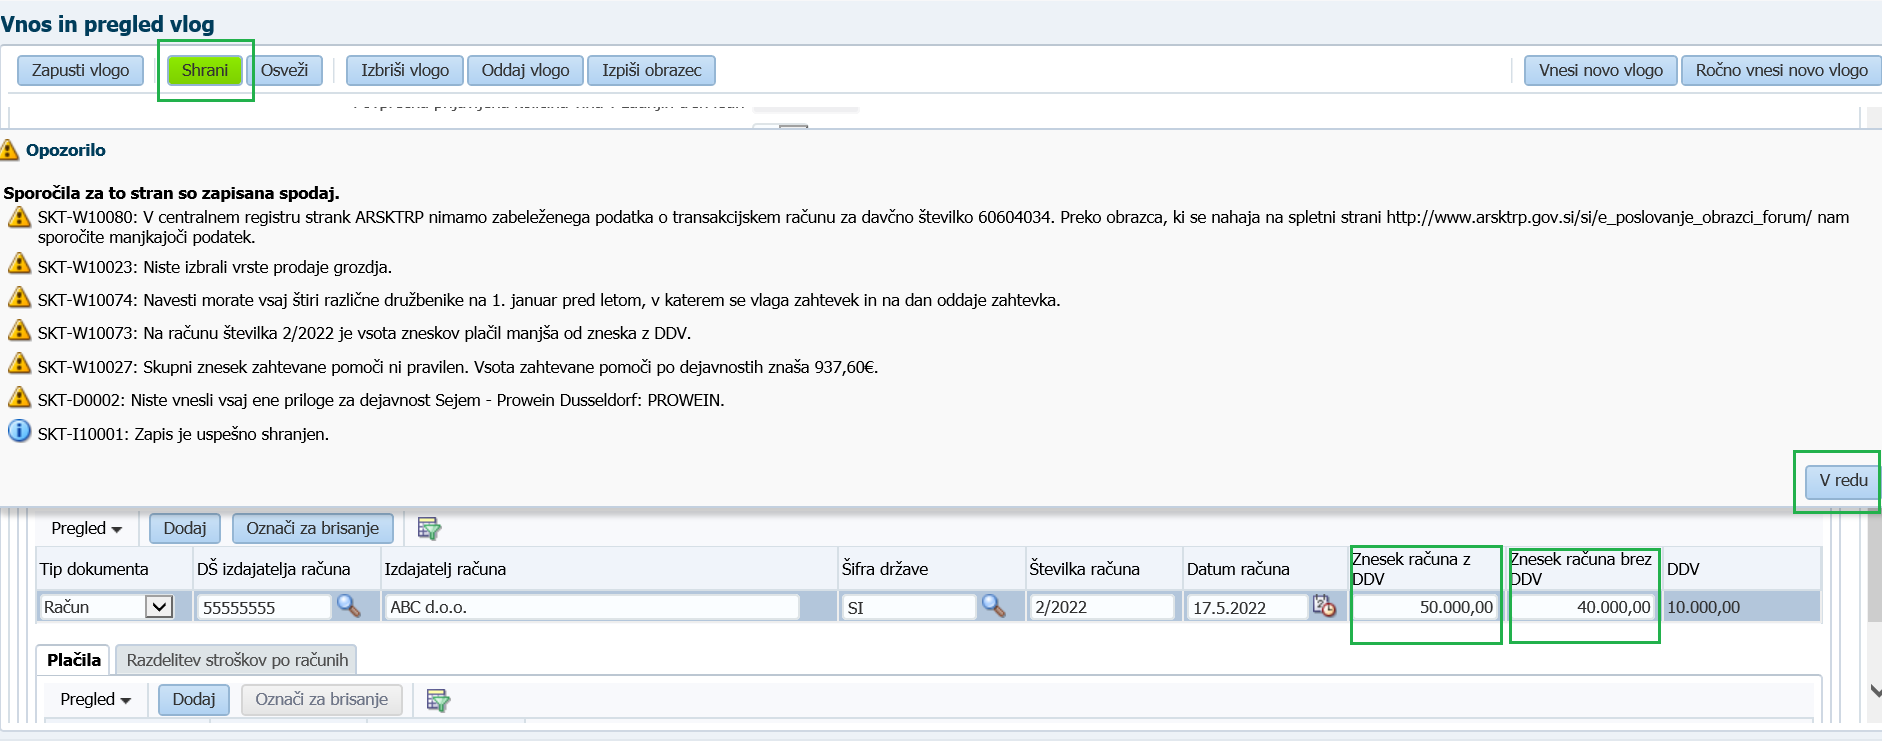 Vnos in pregled vlog
Zapusti vlogo Shrani Osveži Izbriši vlogo Oddaj vlogo Izpiši obrazec Vnesi novo vlogo Ročno vnesi novo vlogo
Opozorilo
Sporočila za to stran so zapisana spodaj.
SKT-W10080: V centralnem registru strank ARSKTRP nimamo zabeleženega podatka o transakcijskem računu za davčno številko 60604034. Preko obrazca, ki se nahaja na spletni strani http://www.arsktrp.gov.si/si/e_poslovanje_obrazci_forum/ nam
sporočite manjkajoči podatek.
SKT-W10023: Niste izbrali vrste prodaje grozdja.
SKT-W10074: Navesti morate vsaj štiri različne družbenike na 1. januar pred letom, v katerem se vlaga zahtevek in na dan oddaje zahtevka.
SKT-W10073: Na računu številka 2/2022 je vsota zneskov plačil manjša od zneska z DDV.
SKT-W10027: Skupni znesek zahtevane pomoči ni pravilen. Vsota zahtevane pomoči po dejavnostih znaša 937,60€.
SKT-D0002: Niste vnesli vsaj ene priloge za dejavnost Sejem - Prowein Dusseldorf: PROWEIN.
SKT-I10001: Zapis je uspešno shranjen.
V redu
Pregled Dodaj Označi za brisanje
Tip dokumenta DŠ izdajatelja računa Izdajatelj računa Šifra države Številka računa Datum računa Znesek računa z DDV Znesek računa brez DDV DDV
Račun 55555555 ABC d.o.o. SI 2/2022 17.5.2022 50.000,00 40.000,00 10.000,00
Plačila Razdelitev stroškov po računih
Pregled Dodaj Označi za brisanje